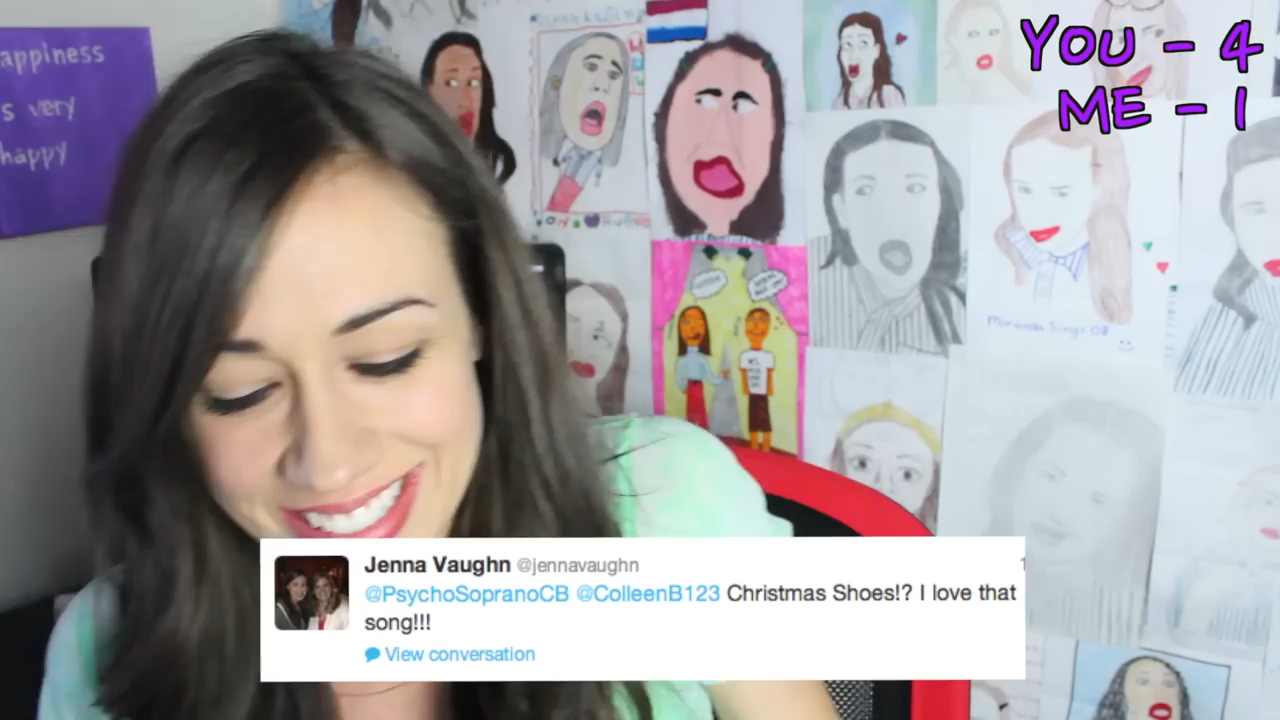 appiness
s very
happy
YOU - 4
ME - 1
Miranda Sings 08
Jenna Vaughn @jennavaughn
@PsychoSopranoCB @ColleenB123 Christmas Shoes!? I love that
song!!!
View conversation